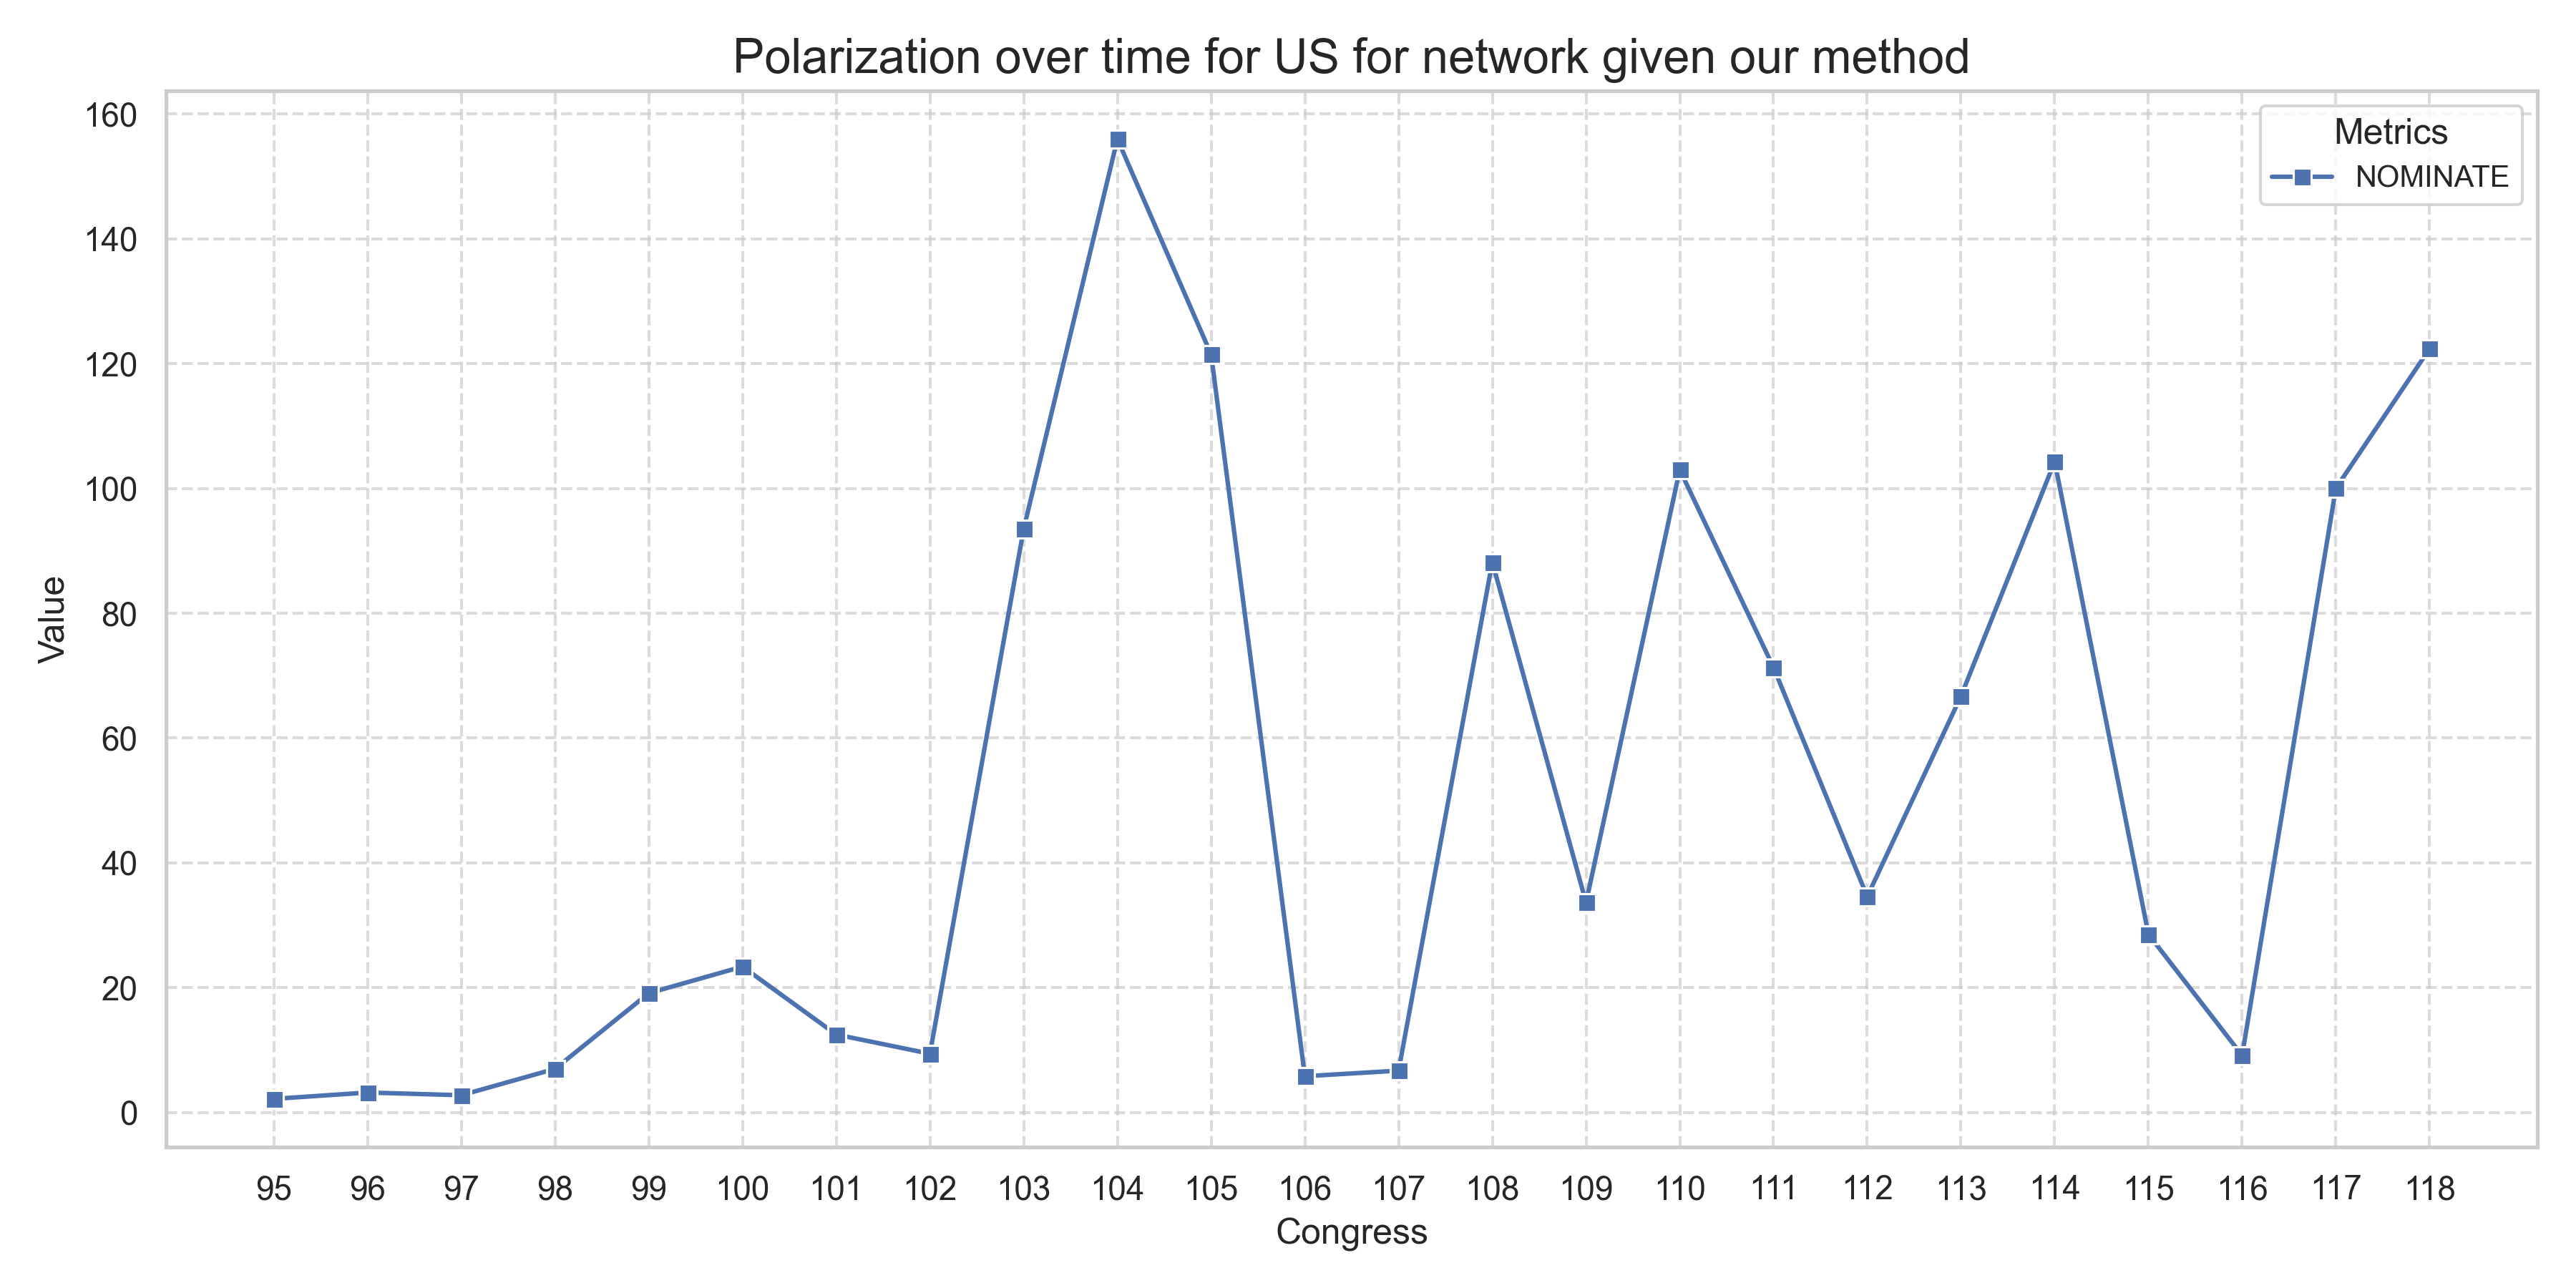 Polarization over time for US for network given our method
Metrics
NOMINATE
160
140
120
100
80
60
40
20
0
Value
95 96 97 98 99 100 101 102 103 104 105 106 107 108 109 110 111 112 113 114 115 116 117 118
Congress